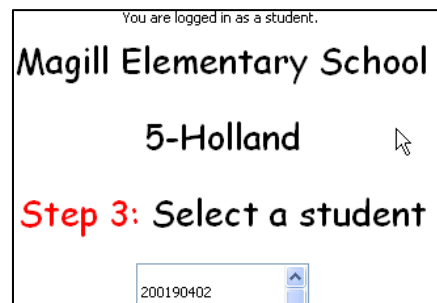 You are logged in as a student.
Magill Elementary School
5-Holland
Step 3: Select a student
200190402